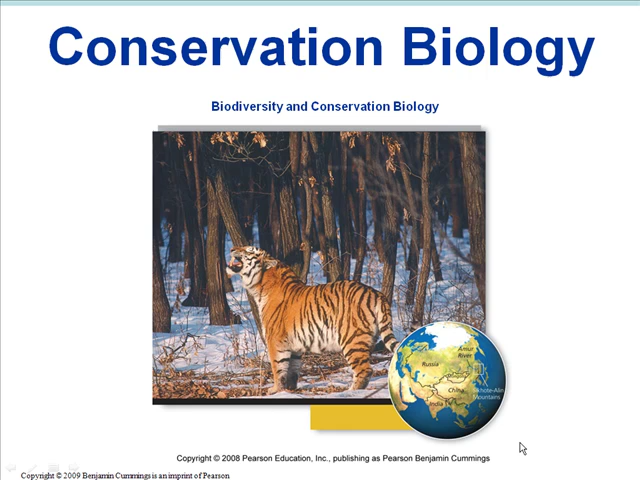 Conservation Biology
Biodiversity and Conservation Biology
Amur
River
Russia
China
Sikhote-Alin
Mountains
India
Copyright © 2008 Pearson Education, Inc., publishing as Pearson Benjamin Cummings
Copyright © 2009 Benjamin Cummings is an imprint of Pearson